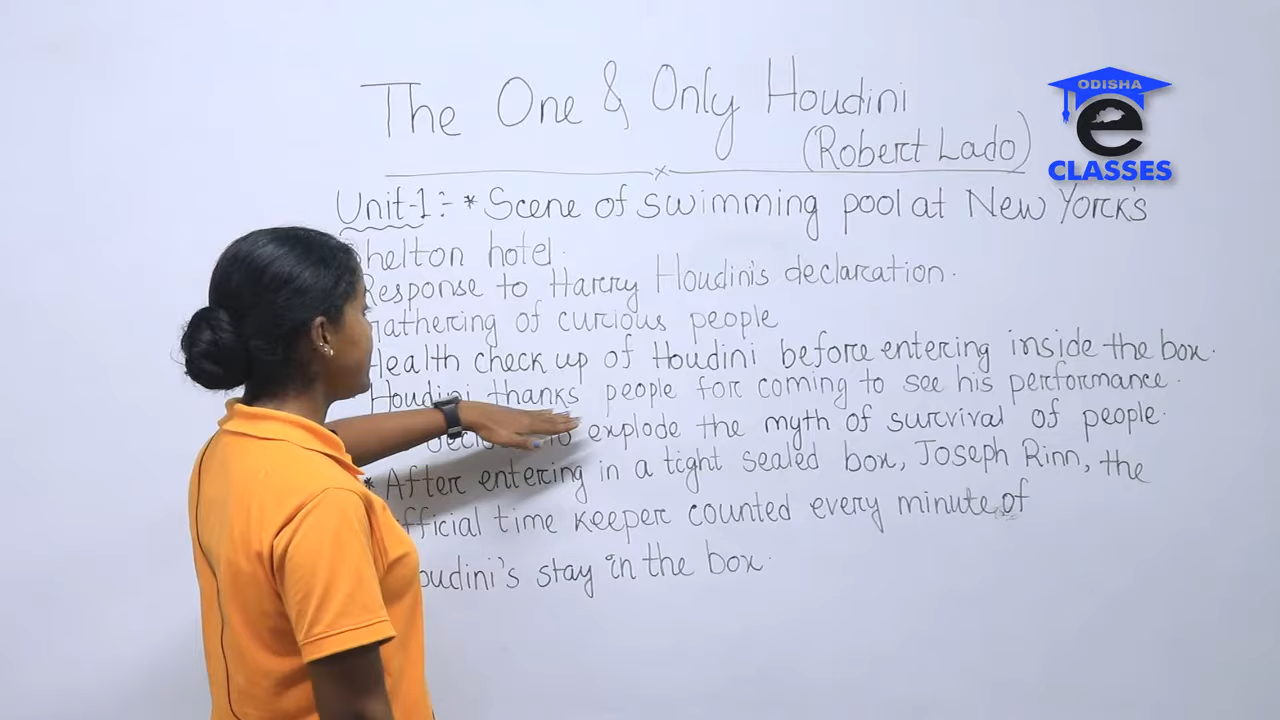 The One & Only Houdini
(Robert Lado)
Unit-1 :- * Scene of swimming pool at New Yorck's
Shelton hotel.
Response to Harry Houdini's declaration.
Gathering of curious people
Health check up of Houdini before entering inside the box.
Houdini thanks people for coming to see his performance.
to explode the myth of survival of people.
* After entering in a tight sealed box, Joseph Rinn, the
official time keeper counted every minute of
Houdini's stay in the box.
ODISHA
e
CLASSES